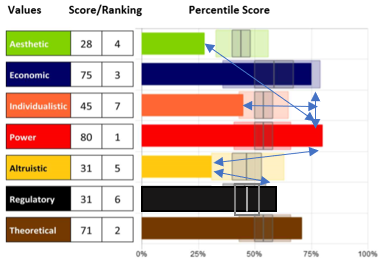 Values Score/Ranking Percentile Score
Aesthetic 28 4
Economic 75 3
Individualistic 45 7
Power 80 1
Altruistic 31 5
Regulatory 31 6
Theoretical 71 2
0% 25% 50% 75% 100%